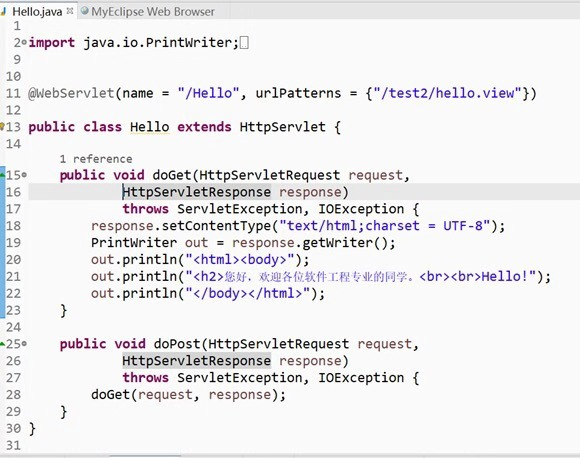 Hello.java MyEclipse Web Browser
1
2 import java.io.PrintWriter;
9
10
11 @WebServlet(name = "/Hello", urlPatterns = {"/test2/hello.view"})
12
13 public class Hello extends HttpServlet {
14
1 reference
15 public void doGet(HttpServletRequest request,
16 HttpServletResponse response)
17 throws ServletException, IOException {
18 response.setContentType("text/html;charset = UTF-8");
19 PrintWriter out = response.getWriter();
20 out.println("<html><body>");
21 out.println("<h2>您好，欢迎各位软件工程专业的同学。<br><br>Hello!");
22 out.println("</body></html>");
23 }
24
25 public void doPost(HttpServletRequest request,
26 HttpServletResponse response)
27 throws ServletException, IOException {
28 doGet(request, response);
29 }
30 }
31